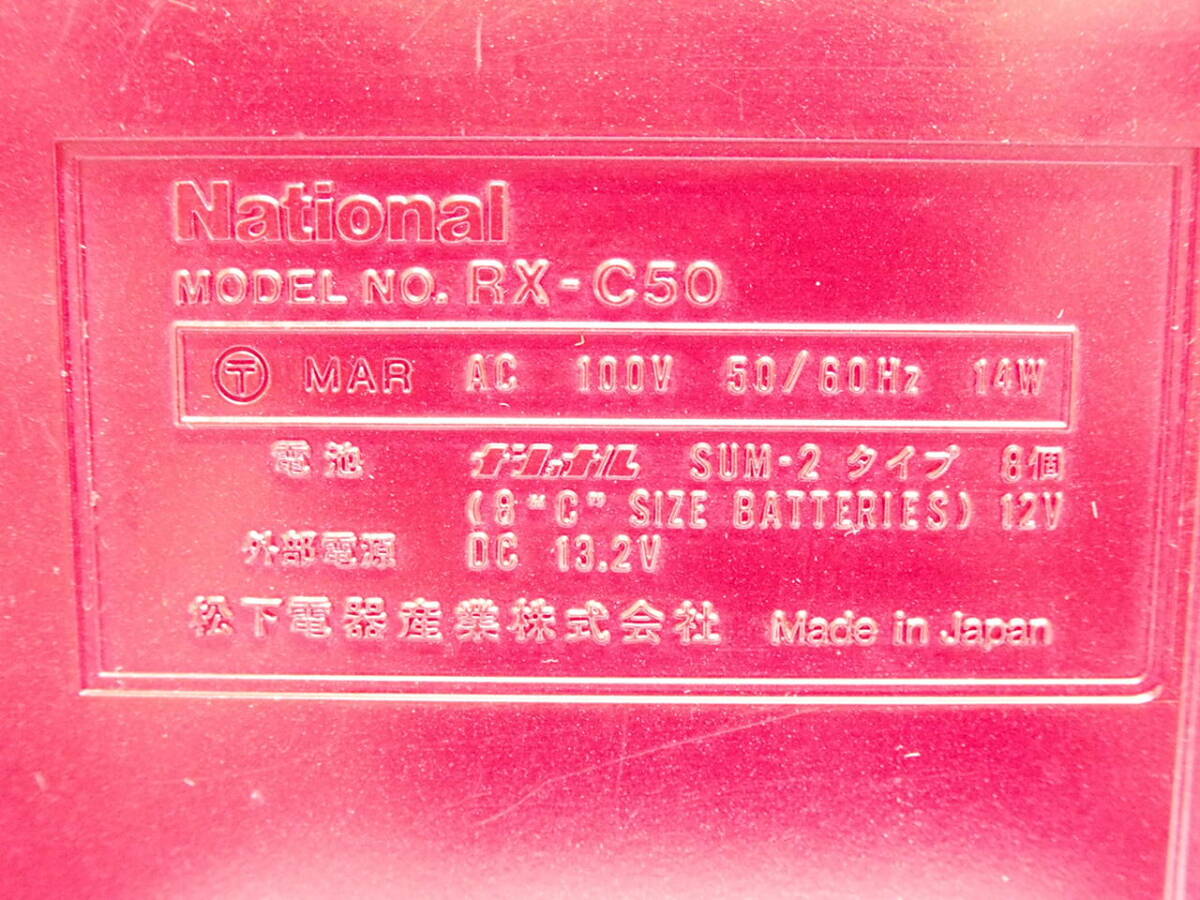 National
MODEL NO. RX-C50
〒 MAR AC 100V 50/60Hz 14W
電池 ナショナル SUM-2 タイプ 8個
(8 "C" SIZE BATTERIES) 12V
外部電源 DC 13.2V
松下電器産業株式会社 Made in Japan